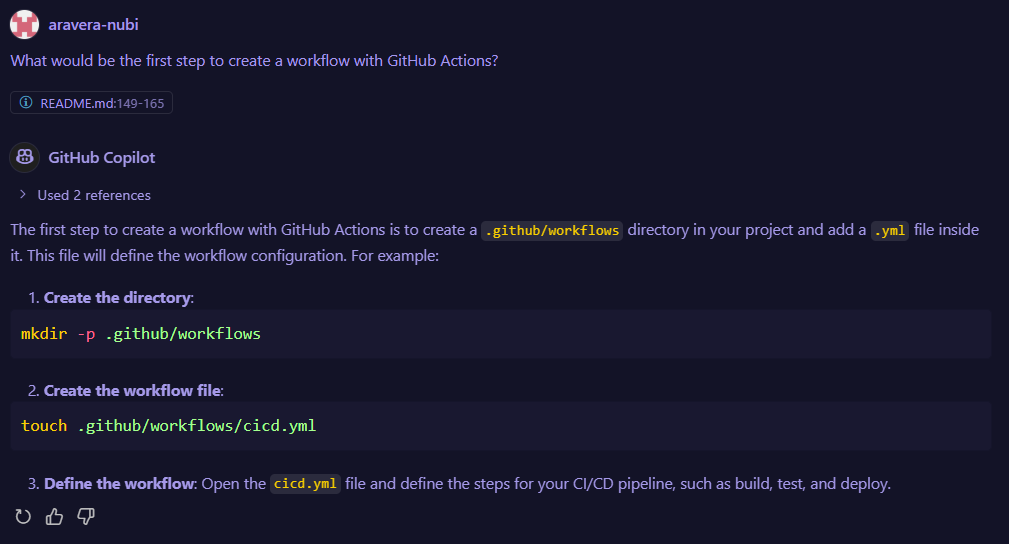 aravera-nubi
What would be the first step to create a workflow with GitHub Actions?
README.md:149-165
GitHub Copilot
Used 2 references
The first step to create a workflow with GitHub Actions is to create a .github/workflows directory in your project and add a .yml file inside
it. This file will define the workflow configuration. For example:
1. Create the directory:
mkdir -p .github/workflows
2. Create the workflow file:
touch .github/workflows/cicd.yml
3. Define the workflow: Open the cicd.yml file and define the steps for your CI/CD pipeline, such as build, test, and deploy.